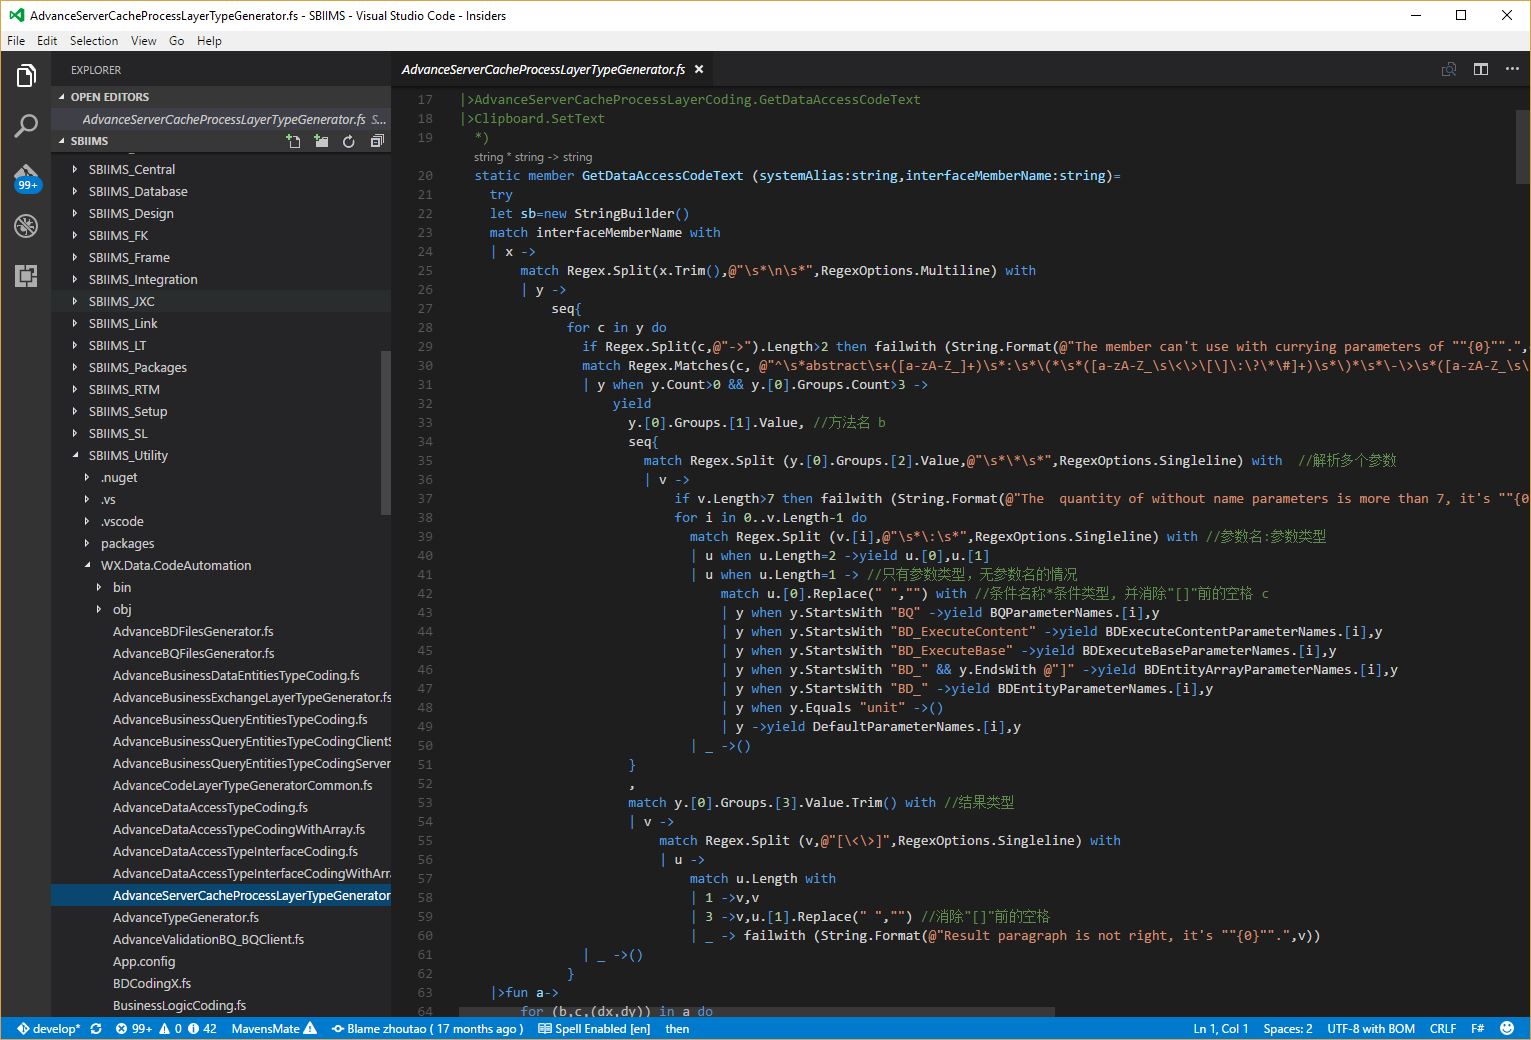 AdvanceServerCacheProcessLayerTypeGenerator.fs - SBIIMS - Visual Studio Code - Insiders
File Edit Selection View Go Help
EXPLORER
OPEN EDITORS
AdvanceServerCacheProcessLayerTypeGenerator.fs S...
SBIIMS
SBIIMS_Central
SBIIMS_Database
SBIIMS_Design
SBIIMS_FK
SBIIMS_Frame
SBIIMS_Integration
SBIIMS_JXC
SBIIMS_Link
SBIIMS_LT
SBIIMS_Packages
SBIIMS_RTM
SBIIMS_Setup
SBIIMS_SL
SBIIMS_Utility
.nuget
.vs
.vscode
packages
WX.Data.CodeAutomation
bin
obj
AdvanceBDFilesGenerator.fs
AdvanceBQFilesGenerator.fs
AdvanceBusinessDataEntitiesTypeCoding.fs
AdvanceBusinessExchangeLayerTypeGenerator.fs
AdvanceBusinessQueryEntitiesTypeCoding.fs
AdvanceBusinessQueryEntitiesTypeCodingClientS
AdvanceBusinessQueryEntitiesTypeCodingServer
AdvanceCodeLayerTypeGeneratorCommon.fs
AdvanceDataAccessTypeCoding.fs
AdvanceDataAccessTypeCodingWithArray.fs
AdvanceDataAccessTypeInterfaceCoding.fs
AdvanceDataAccessTypeInterfaceCodingWithArra
AdvanceServerCacheProcessLayerTypeGenerator
AdvanceTypeGenerator.fs
AdvanceValidationBQ_BQClient.fs
App.config
BDCodingX.fs
BusinessLogicCoding.fs
99+
AdvanceServerCacheProcessLayerTypeGenerator.fs
17 |>AdvanceServerCacheProcessLayerCoding.GetDataAccessCodeText
18 |>Clipboard.SetText
19 *)
string * string -> string
20 static member GetDataAccessCodeText (systemAlias:string,interfaceMemberName:string)=
21 try
22 let sb=new StringBuilder()
23 match interfaceMemberName with
24 | x ->
25 match Regex.Split(x.Trim(),@"\s*\n\s*",RegexOptions.Multiline) with
26 | y ->
27 seq{
28 for c in y do
29 if Regex.Split(c,@"->").Length>2 then failwith (String.Format(@"The member can't use with currying parameters of ""{0}"".",
30 match Regex.Matches(c, @"^\s*abstract\s+([a-zA-Z_]+)\s*:\s*\(*\s*([a-zA-Z_\s\<\>\[\]\:\?\*\#]+)\s*\)*\s*\-\>\s*([a-zA-Z_\s\
31 | y when y.Count>0 && y.[0].Groups.Count>3 ->
32 yield
33 y.[0].Groups.[1].Value, //方法名 b
34 seq{
35 match Regex.Split (y.[0].Groups.[2].Value,@"\s*\*\s*",RegexOptions.Singleline) with //解析多个参数
36 | v ->
37 if v.Length>7 then failwith (String.Format(@"The  quantity of without name parameters is more than 7, it's ""{0
38 for i in 0..v.Length-1 do
39 match Regex.Split (v.[i],@"\s*\:\s*",RegexOptions.Singleline) with //参数名:参数类型
40 | u when u.Length=2 ->yield u.[0],u.[1]
41 | u when u.Length=1 -> //只有参数类型，无参数名的情况
42 match u.[0].Replace(" ","") with //条件名称*条件类型, 并消除"[]"前的空格 c
43 | y when y.StartsWith "BQ" ->yield BQParameterNames.[i],y
44 | y when y.StartsWith "BD_ExecuteContent" ->yield BDExecuteContentParameterNames.[i],y
45 | y when y.StartsWith "BD_ExecuteBase" ->yield BDExecuteBaseParameterNames.[i],y
46 | y when y.StartsWith "BD_" && y.EndsWith @"]" ->yield BDEntityArrayParameterNames.[i],y
47 | y when y.StartsWith "BD_" ->yield BDEntityParameterNames.[i],y
48 | y when y.Equals "unit" ->()
49 | y ->yield DefaultParameterNames.[i],y
50 | _ ->()
51 }
52 ,
53 match y.[0].Groups.[3].Value.Trim() with //结果类型
54 | v ->
55 match Regex.Split (v,@"[\<\>]",RegexOptions.Singleline) with
56 | u ->
57 match u.Length with
58 | 1 ->v,v
59 | 3 ->v,u.[1].Replace(" ","") //消除"[]"前的空格
60 | _ -> failwith (String.Format(@"Result paragraph is not right, it's ""{0}"".",v))
61 | _ ->()
62 }
63 |>fun a->
64 for (b,c,(dx,dy)) in a do
develop* 99+ 0 42 MavensMate Blame zhoutao ( 17 months ago ) Spell Enabled [en] then Ln 1, Col 1 Spaces: 2 UTF-8 with BOM CRLF F#